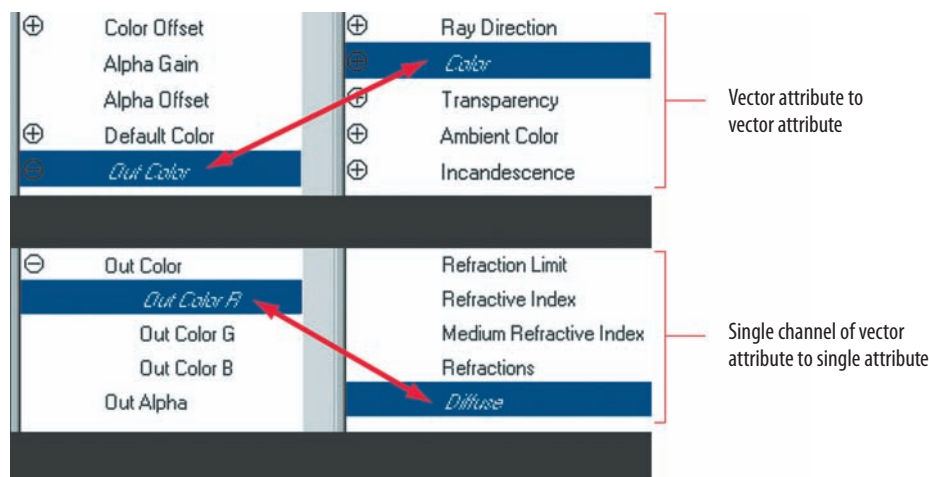 Color Offset
Alpha Gain
Alpha Offset
Default Color
Out Color
Ray Direction
Color
Transparency
Ambient Color
Incandescence
Vector attribute to
vector attribute
Out Color
Out Color R
Out Color G
Out Color B
Out Alpha
Refraction Limit
Refractive Index
Medium Refractive Index
Refractions
Diffuse
Single channel of vector
attribute to single attribute